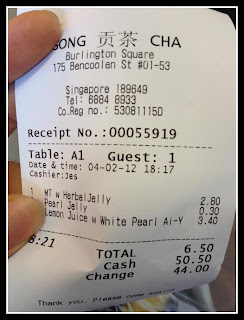 GONG 贡茶 CHA
Burlington Square
175 Bencoolen St #01-53
Singapore 189649
Tel: 6884 8933
Co.Reg no.: 53081115D
Receipt No.:00055919
Table: A1 Guest: 1
Date & time: 04-02-12 18:17
Cashier:Jes
1 MT w HerbalJelly 2.80
Pearl Jelly 0.30
Lemon Juice w White Pearl Ai-Y 3.40
6:21
TOTAL 6.50
Cash 50.50
Change 44.00
Thank you, Please come again